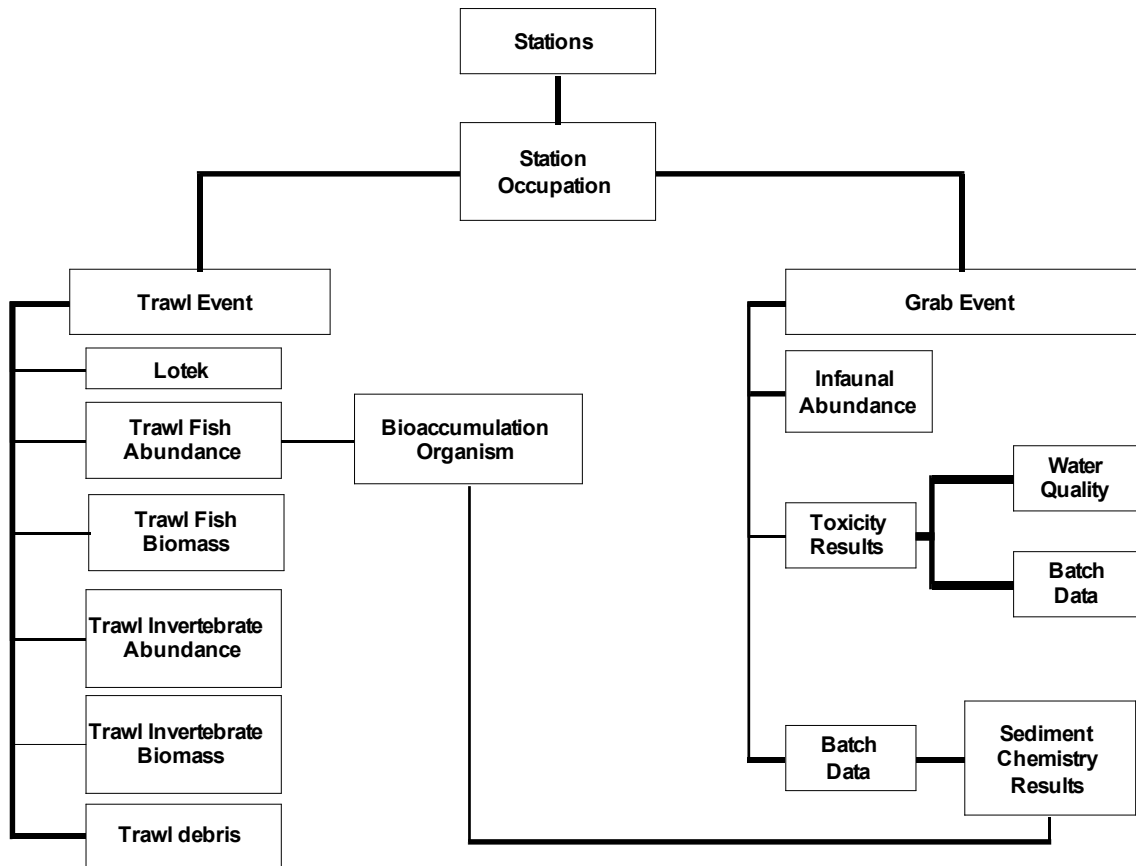 Stations
Station
Occupation
Trawl Event
Grab Event
Lotek
Infaunal
Abundance
Trawl Fish
Abundance
Bioaccumulation
Organism
Water
Quality
Trawl Fish
Biomass
Toxicity
Results
Batch
Data
Trawl Invertebrate
Abundance
Trawl Invertebrate
Biomass
Batch
Data
Sediment
Chemistry
Results
Trawl debris